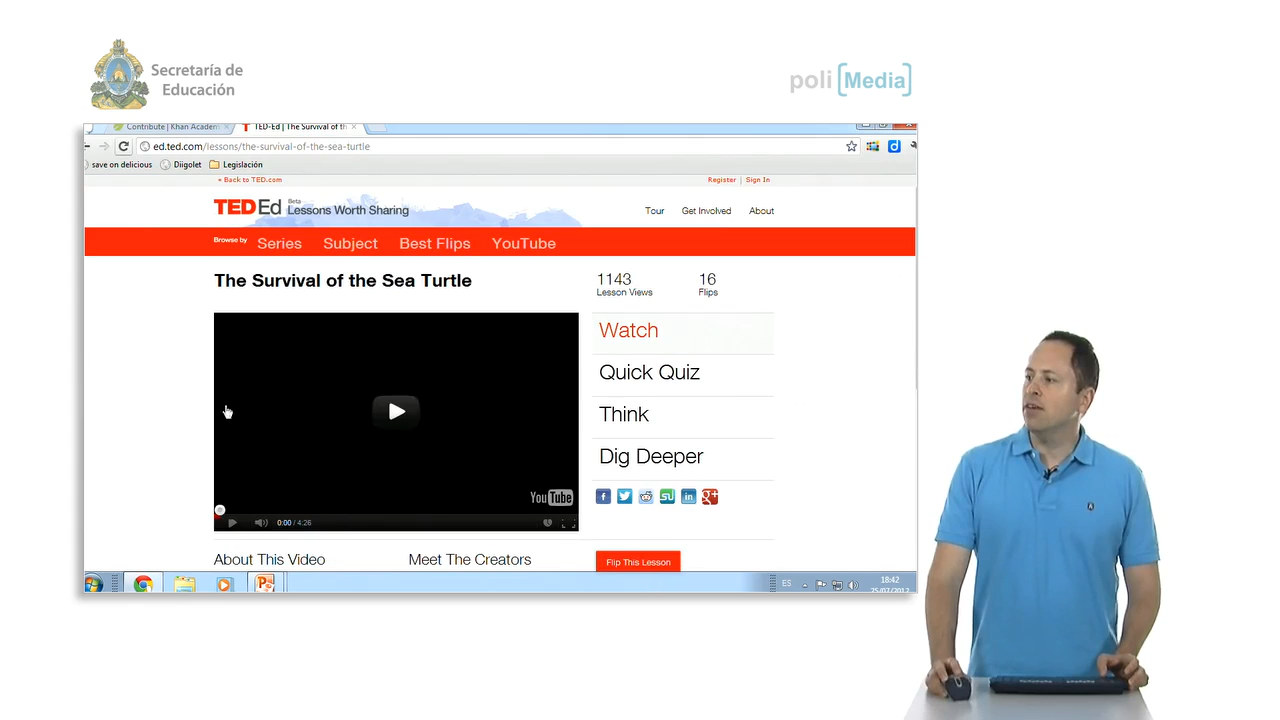 Secretaría de
Educación
poli [Media]
Contribute | Khan Academ
TED-Ed | The Survival of th
ed.ted.com/lessons/the-survival-of-the-sea-turtle
save on delicious
Diigolet
Legislación
« Back to TED.com
Register | Sign In
TEDEd
Beta
Lessons Worth Sharing
Tour
Get Involved
About
Browse by
Series
Subject
Best Flips
YouTube
The Survival of the Sea Turtle
1143
Lesson Views
16
Flips
Watch
Quick Quiz
Think
Dig Deeper
YouTube
0:00 / 4:26
About This Video
Meet The Creators
Flip This Lesson
ES
18:42
25/07/2012